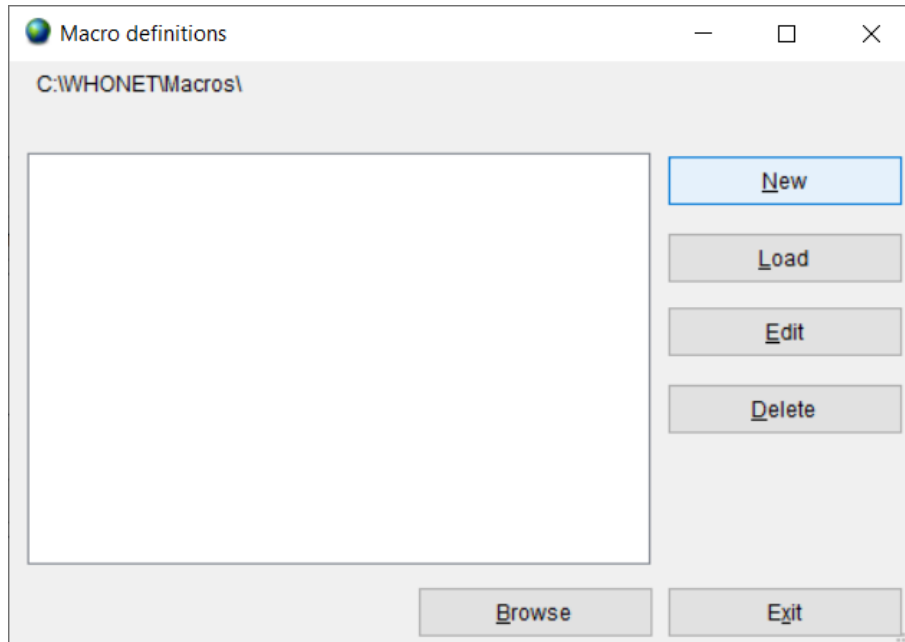 Macro definitions
C:\WHONET\Macros\
New
Load
Edit
Delete
Browse
Exit